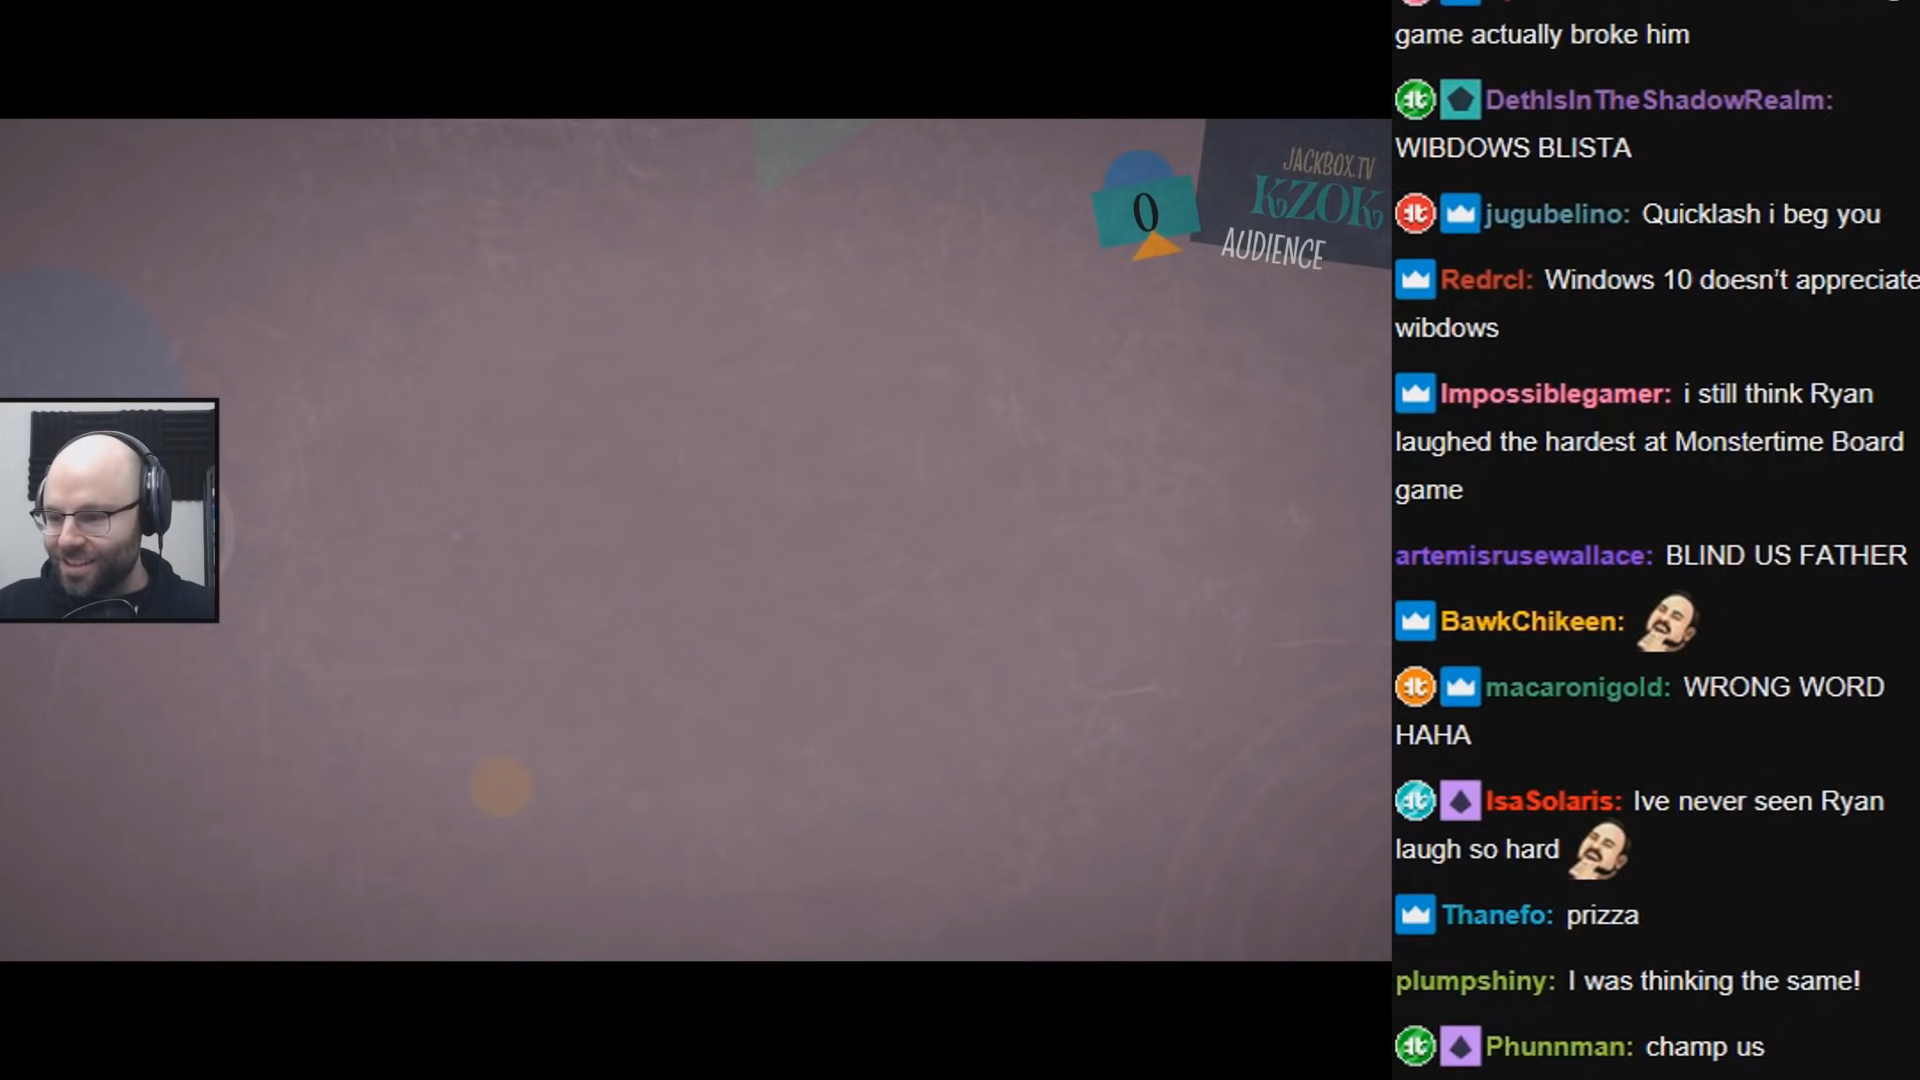 JACKBOX.TV
KZOK
0
AUDIENCE
game actually broke him
DethIsInTheShadowRealm:
WIBDOWS BLISTA
jugubelino: Quicklash i beg you
Redrcl: Windows 10 doesn’t appreciate
wibdows
Impossiblegamer: i still think Ryan
laughed the hardest at Monstertime Board
game
artemisrusewallace: BLIND US FATHER
BawkChikeen:
macaronigold: WRONG WORD
HAHA
IsaSolaris: Ive never seen Ryan
laugh so hard
Thanefo: prizza
plumpshiny: I was thinking the same!
Phunnman: champ us